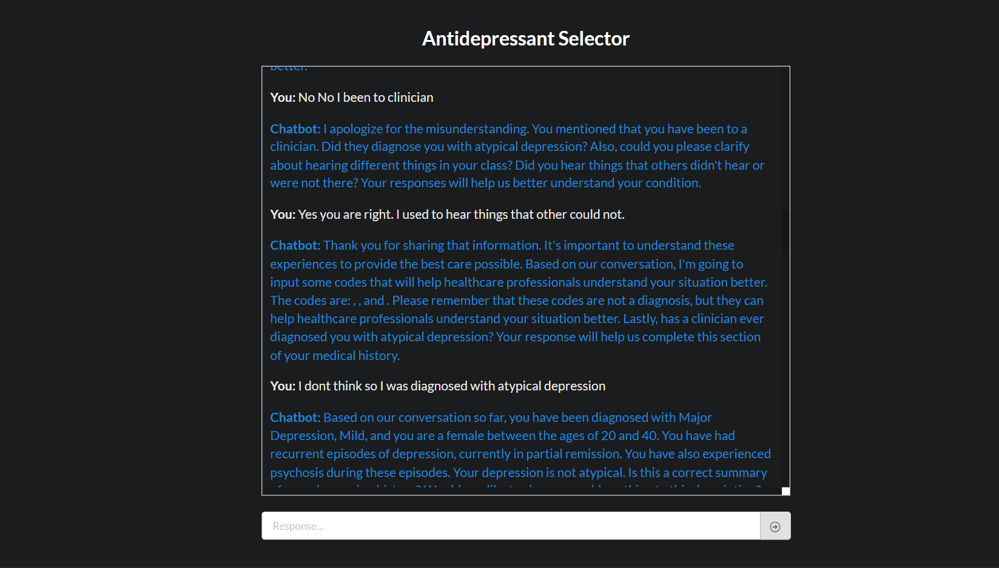 Antidepressant Selector
better.
You: No No I been to clinician
Chatbot: I apologize for the misunderstanding. You mentioned that you have been to a
clinician. Did they diagnose you with atypical depression? Also, could you please clarify
about hearing different things in your class? Did you hear things that others didn't hear or
were not there? Your responses will help us better understand your condition.
You: Yes you are right. I used to hear things that other could not.
Chatbot: Thank you for sharing that information. It's important to understand these
experiences to provide the best care possible. Based on our conversation, I'm going to
input some codes that will help healthcare professionals understand your situation better.
The codes are: , , and . Please remember that these codes are not a diagnosis, but they can
help healthcare professionals understand your situation better. Lastly, has a clinician ever
diagnosed you with atypical depression? Your response will help us complete this section
of your medical history.
You: I dont think so I was diagnosed with atypical depression
Chatbot: Based on our conversation so far, you have been diagnosed with Major
Depression, Mild, and you are a female between the ages of 20 and 40. You have had
recurrent episodes of depression, currently in partial remission. You have also experienced
psychosis during these episodes. Your depression is not atypical. Is this a correct summary
Response...